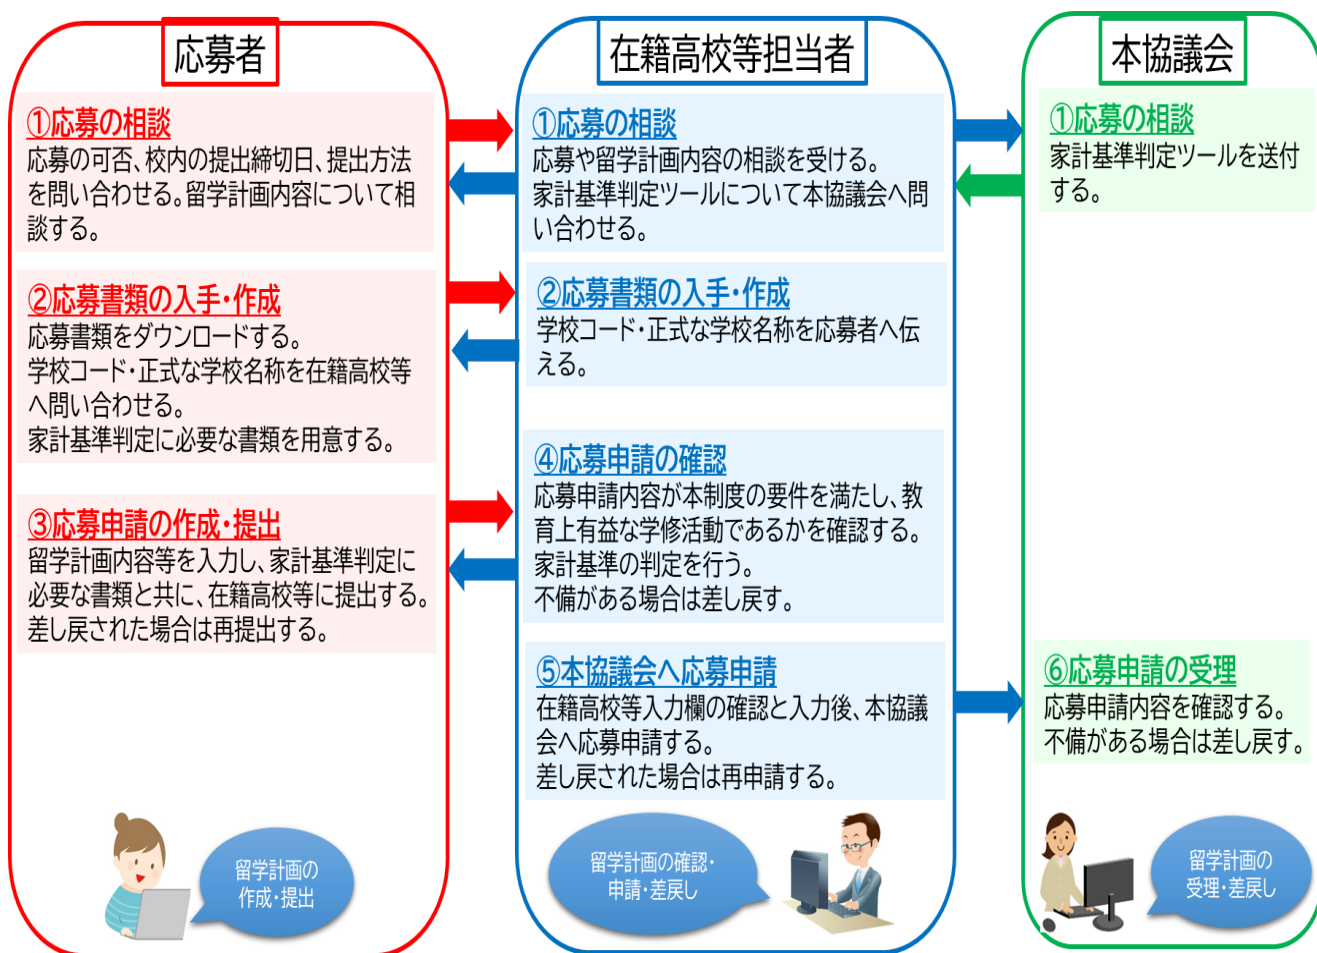 応募者
①応募の相談
応募の可否、校内の提出締切日、提出方法
を問い合わせる。留学計画内容について相
談する。
②応募書類の入手・作成
応募書類をダウンロードする。
学校コード・正式な学校名称を在籍高校等
へ問い合わせる。
家計基準判定に必要な書類を用意する。
③応募申請の作成・提出
留学計画内容等を入力し、家計基準判定に
必要な書類と共に、在籍高校等に提出する。
差し戻された場合は再提出する。
留学計画の
作成・提出
在籍高校等担当者
①応募の相談
応募や留学計画内容の相談を受ける。
家計基準判定ツールについて本協議会へ問
い合わせる。
②応募書類の入手・作成
学校コード・正式な学校名称を応募者へ伝
える。
④応募申請の確認
応募申請内容が本制度の要件を満たし、教
育上有益な学修活動であるかを確認する。
家計基準の判定を行う。
不備がある場合は差し戻す。
⑤本協議会へ応募申請
在籍高校等入力欄の確認と入力後、本協議
会へ応募申請する。
差し戻された場合は再申請する。
留学計画の確認・
申請・差戻し
本協議会
①応募の相談
家計基準判定ツールを送付
する。
⑥応募申請の受理
応募申請内容を確認する。
不備がある場合は差し戻す。
留学計画の
受理・差戻し